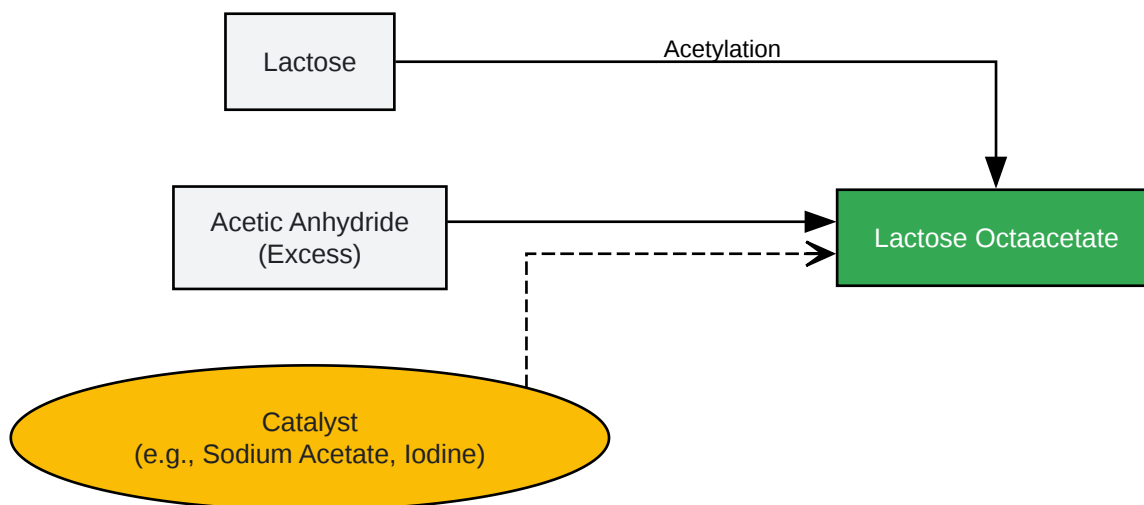 Lactose
Acetylation
Acetic Anhydride
(Excess)
Lactose Octaacetate
Catalyst
(e.g., Sodium Acetate, Iodine)